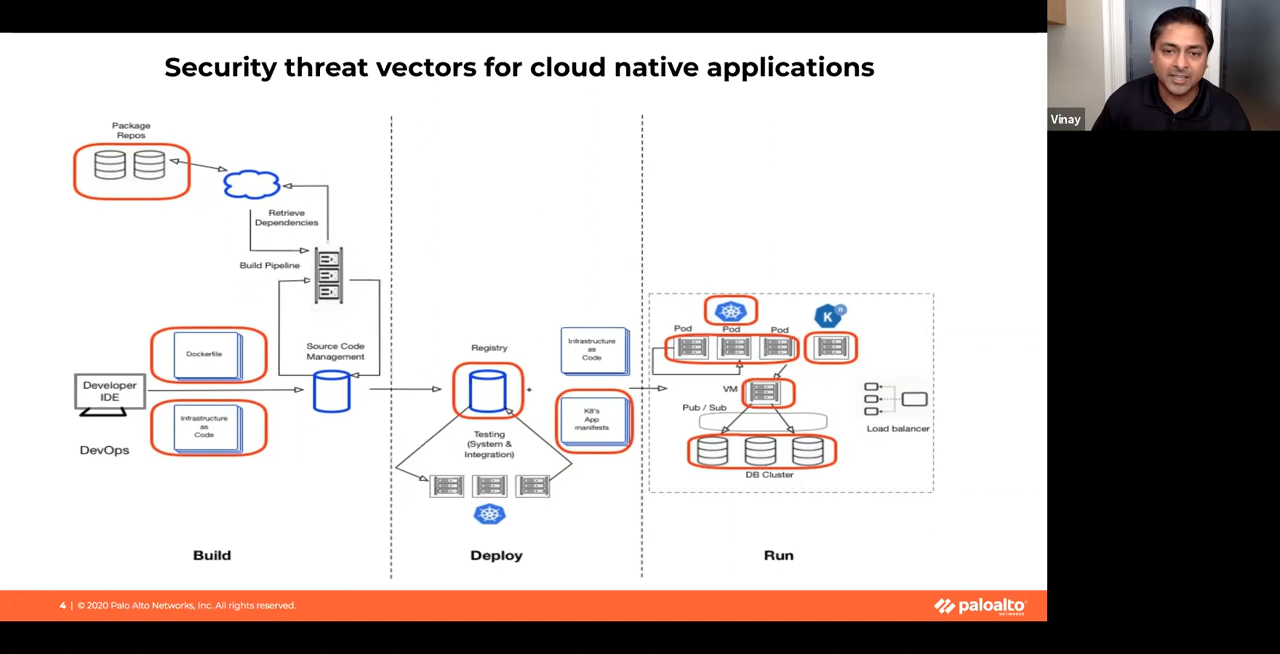 Security threat vectors for cloud native applications
Vinay
Package
Repos
Retrieve
Dependencies
Build Pipeline
Dockerfile
Source Code
Management
Developer
IDE
Infrastructure
as
Code
DevOps
Registry
+
Testing
(System &
Integration)
Infrastructure
as
Code
K8's
App
manifests
Pod
Pod
Pod
K
VM
Pub / Sub
Load balancer
DB Cluster
Build
Deploy
Run
4 | © 2020 Palo Alto Networks, Inc. All rights reserved.
paloalto
NETWORKS